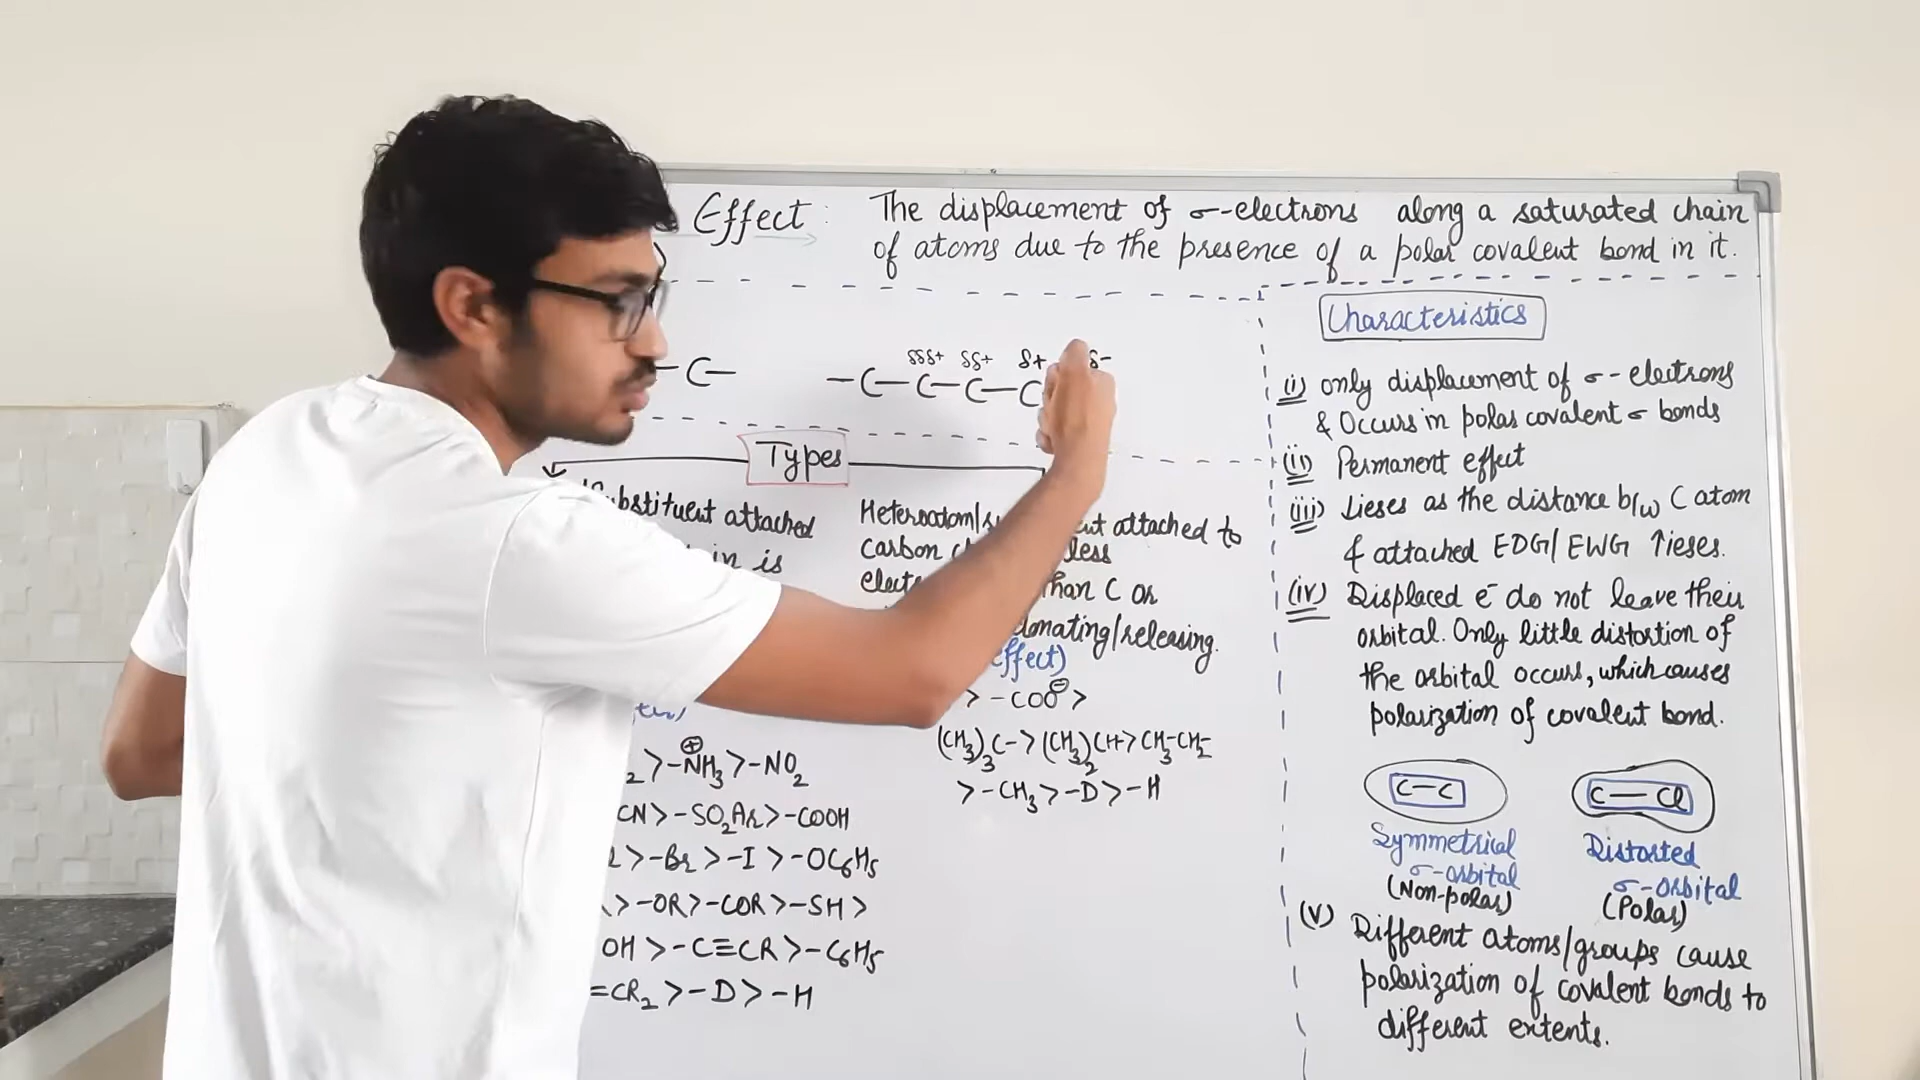 Effect : The displacement of σ-electrons along a saturated chain
of atoms due to the presence of a polar covalent bond in it.
Characteristics
δδδ+ δδ+ δ+ δ-
-C- -C-C-C-C
(i) only displacement of σ-electrons
& Occurs in polar covalent σ bonds
(ii) Permanent effect
(iii) ↓ieses as the distance b/w C atom
& attached EDG/EWG ↑ieses.
(iv) Displaced e⁻ do not leave their
orbital. Only little distortion of
the orbital occurs, which causes
polarization of covalent bond.
C-C
Symmetrical
σ-orbital
(Non-polar)
C-Cl
Distorted
σ-orbital
(Polar)
(v) Different atoms/groups cause
polarization of covalent bonds to
different extents.
Types
attached
in is
₂>-N⊕H₃>-NO₂
CN>-SO₂Ar>-COOH
>-Br>-I>-OC₆H₅
>-OR>-COR>-SH>
OH>-C≡CR>-C₆H₅
=CR₂>-D>-H
Heteroatom/ attached to
carbon less
than C or
donating/releasing.
effect)
>-COO⊖>
(CH₃)₃C->(CH₃)₂CH>CH₃-CH₂-
>-CH₃>-D>-H